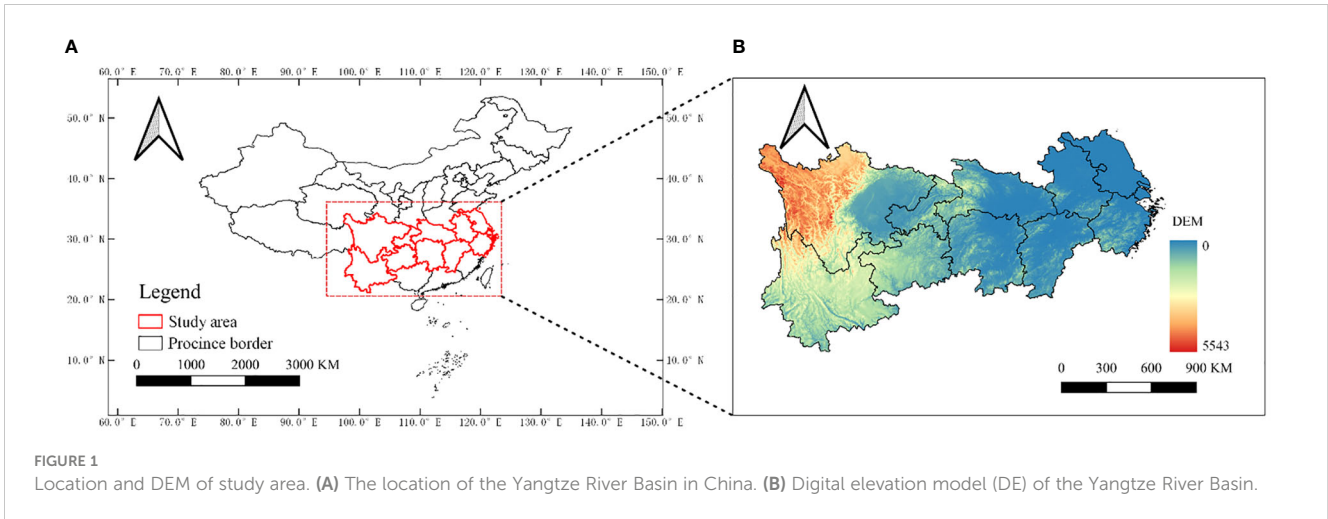 A
60.0° E 70.0° E 80.0° E 90.0° E 100.0° E 110.0° E 120.0° E 130.0° E 140.0° E 150.0° E
50.0° N
40.0° N
30.0° N
20.0° N
10.0° N
Legend
Study area
Procince border
0 1000 2000 3000 KM
60.0° E 70.0° E 80.0° E 90.0° E 100.0° E 110.0° E 120.0° E 130.0° E 140.0° E 150.0° E
50.0° N
40.0° N
30.0° N
20.0° N
10.0° N
B
DEM
0
5543
0 300 600 900 KM
FIGURE 1
Location and DEM of study area. (A) The location of the Yangtze River Basin in China. (B) Digital elevation model (DE) of the Yangtze River Basin.